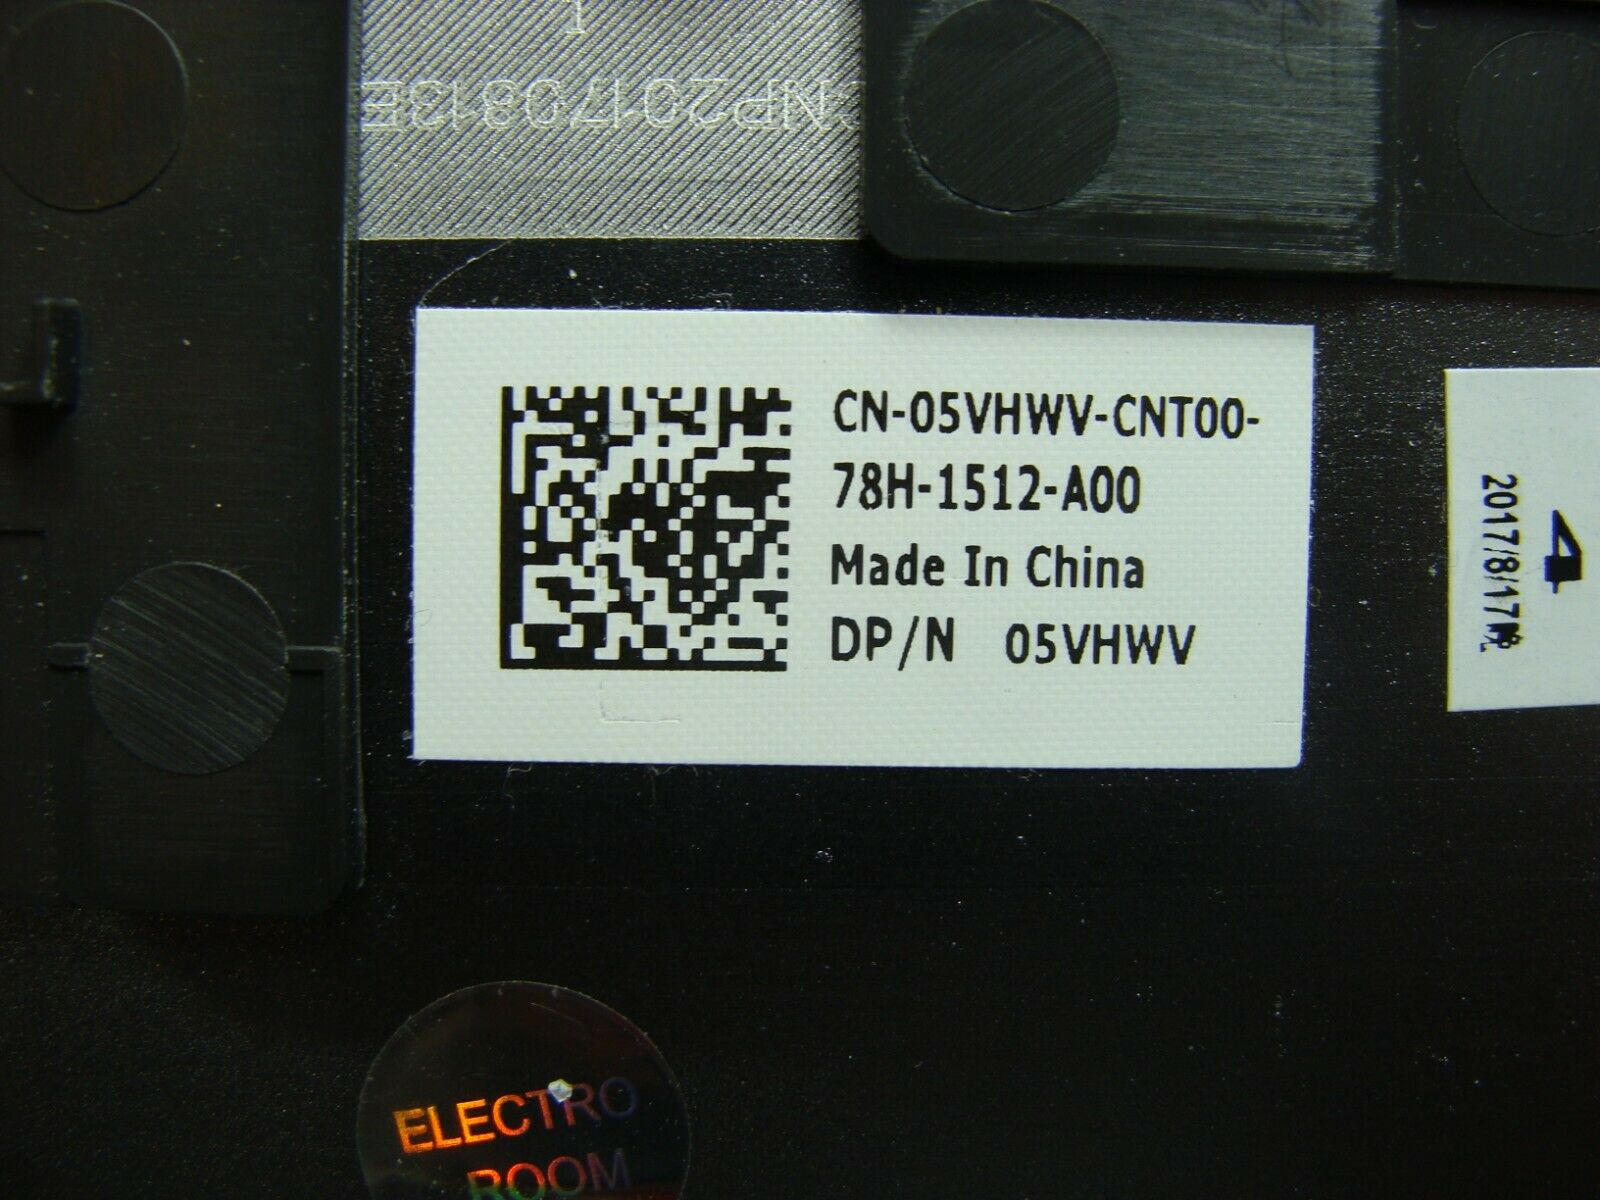 NP20170813E
CN-05VHWV-CNT00-
78H-1512-A00
Made In China
DP/N 05VHWV
4
2017/8/17
ELECTRO
ROOM